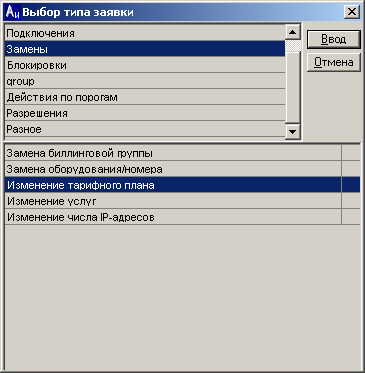 Ан Выбор типа заявки
Подключения
Замены
Блокировки
group
Действия по порогам
Разрешения
Разное
Ввод
Отмена
Замена биллинговой группы
Замена оборудования/номера
Изменение тарифного плана
Изменение услуг
Изменение числа IP-адресов